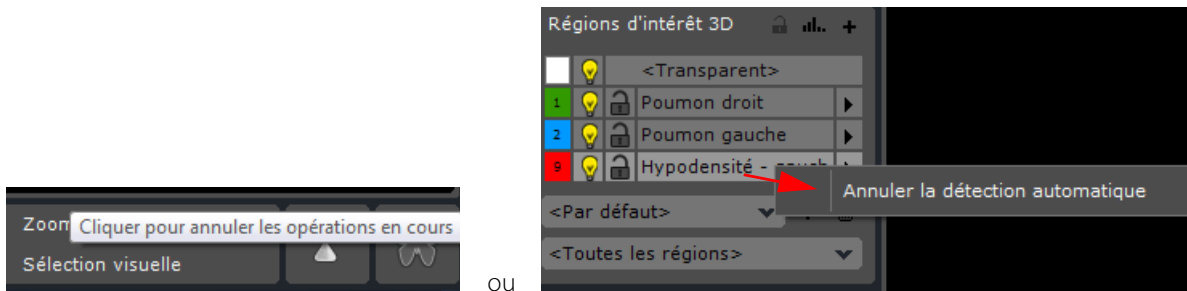 Régions d'intérêt 3D
<Transparent>
1 Poumon droit
2 Poumon gauche
9 Hypodensité -
Annuler la détection automatique
<Par défaut>
<Toutes les régions>
Zoom
Cliquer pour annuler les opérations en cours
Sélection visuelle
ou